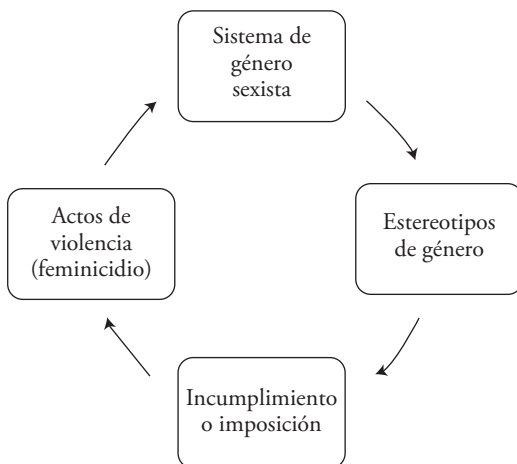 Sistema de
género
sexista
Estereotipos
de género
Incumplimiento
o imposición
Actos de
violencia
(feminicidio)